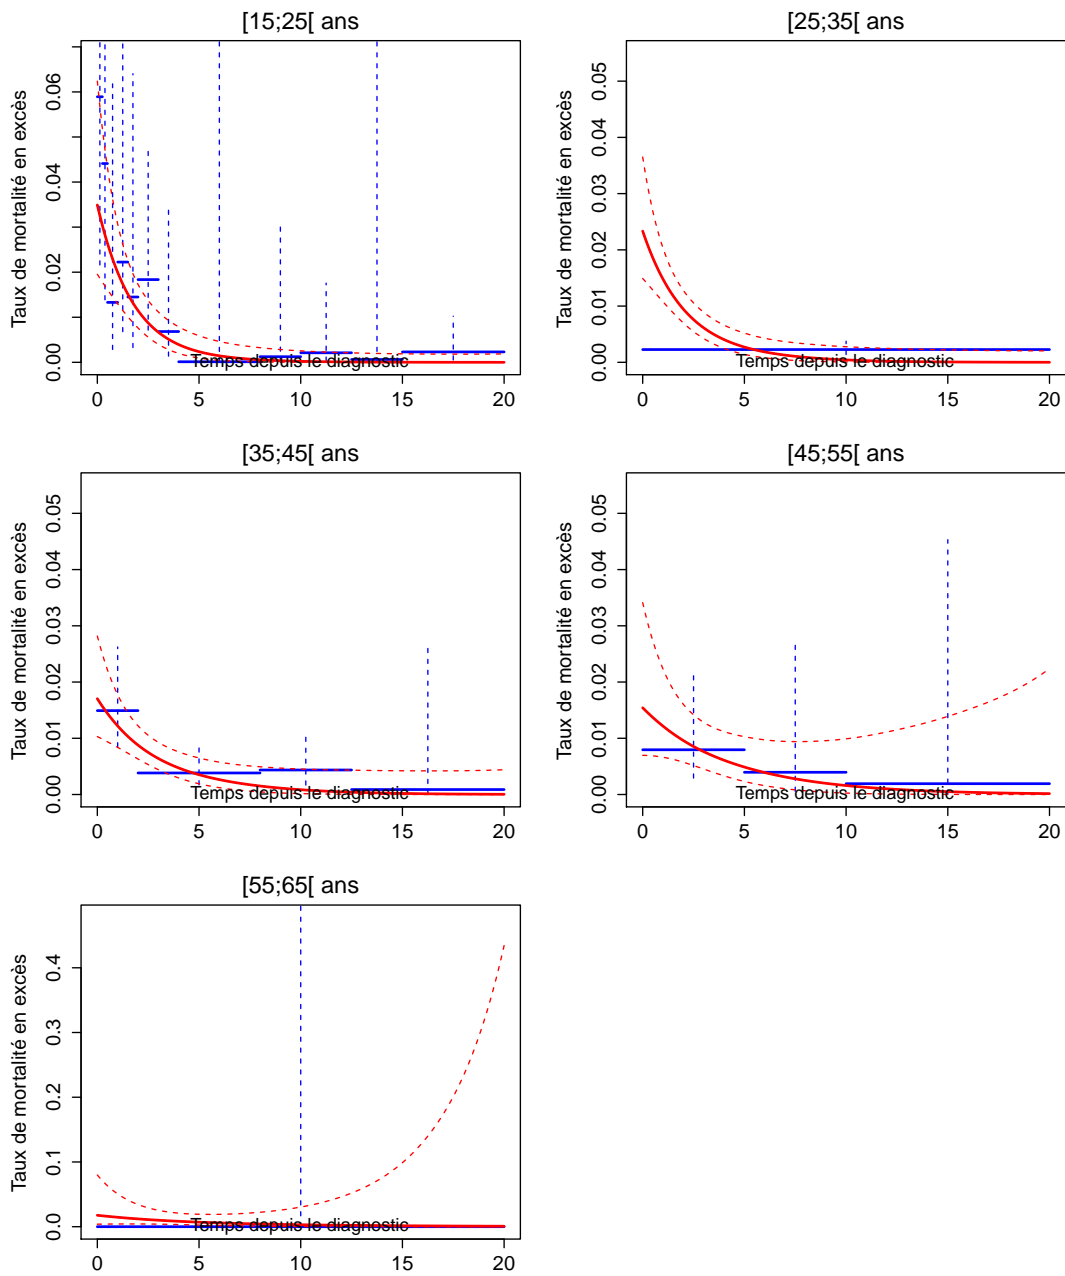 [15;25[ ans
Taux de mortalité en excès
0.00 0.02 0.04 0.06
Temps depuis le diagnostic
0 5 10 15 20
[25;35[ ans
Taux de mortalité en excès
0.00 0.01 0.02 0.03 0.04 0.05
Temps depuis le diagnostic
0 5 10 15 20
[35;45[ ans
Taux de mortalité en excès
0.00 0.01 0.02 0.03 0.04 0.05
Temps depuis le diagnostic
0 5 10 15 20
[45;55[ ans
Taux de mortalité en excès
0.00 0.01 0.02 0.03 0.04 0.05
Temps depuis le diagnostic
0 5 10 15 20
[55;65[ ans
Taux de mortalité en excès
0.0 0.1 0.2 0.3 0.4
Temps depuis le diagnostic
0 5 10 15 20